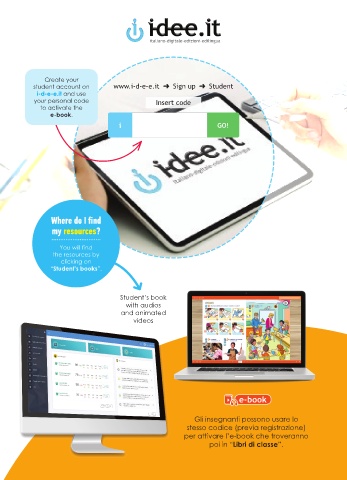 idee.it
italiano digitale edizioni edilingua
Create your
student account on
i-d-e-e.it and use
your personal code
to activate the
e-book.
www.i-d-e-e.it ➜ Sign up ➜ Student
Insert code
i
GO!
idee.it
italiano digitale edizioni edilingua
Where do I find
my resources?
You will find
the resources by
clicking on
"Student's books"
Student's book
with audios
and animated
videos
e-book
Gli insegnanti possono usare lo
stesso codice (previa registrazione)
per attivare l'e-book che troveranno
poi in "Libri di classe".